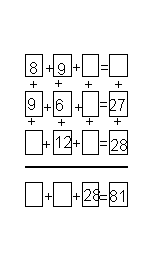 8 + 9 + =
+ + + +
9 + 6 + = 27
+ + + +
+ 12 + = 28
+ + 28 = 81